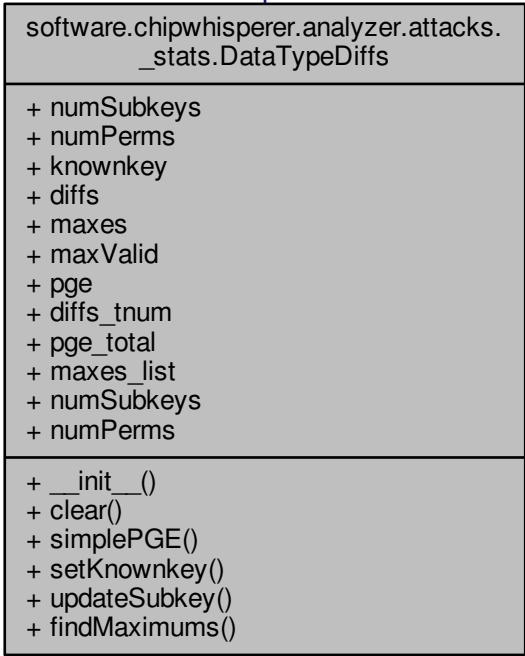 software.chipwhisperer.analyzer.attacks.
_stats.DataTypeDiffs
+ numSubkeys
+ numPerms
+ knownkey
+ diffs
+ maxes
+ maxValid
+ pge
+ diffs_tnum
+ pge_total
+ maxes_list
+ numSubkeys
+ numPerms
+ __init__()
+ clear()
+ simplePGE()
+ setKnownkey()
+ updateSubkey()
+ findMaximums()